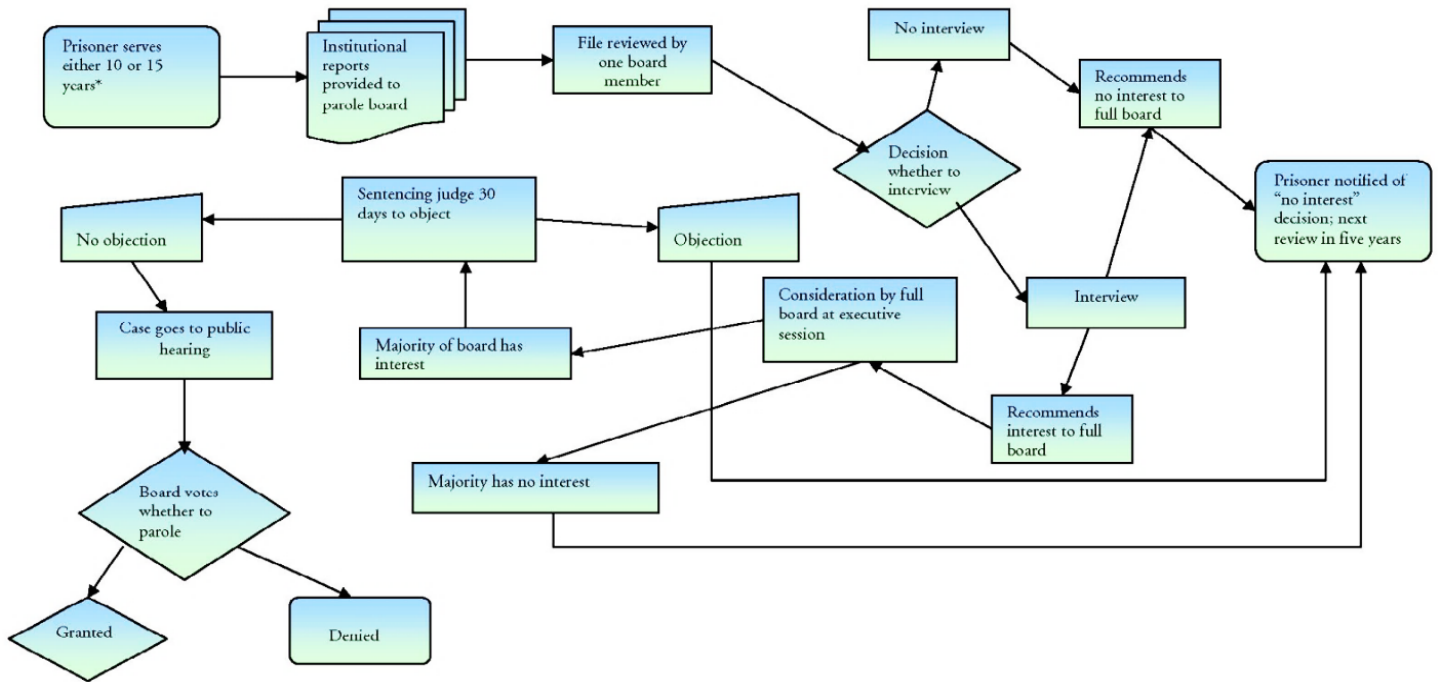 Prisoner serves
either 10 or 15
years*
Institutional
reports
provided to
parole board
File reviewed by
one board
member
No interview
Recommends
no interest to
full board
Decision
whether to
interview
Prisoner notified of
“no interest”
decision; next
review in five years
Sentencing judge 30
days to object
No objection
Objection
Interview
Consideration by full
board at executive
session
Case goes to public
hearing
Majority of board has
interest
Recommends
interest to full
board
Majority has no interest
Board votes
whether to
parole
Granted
Denied